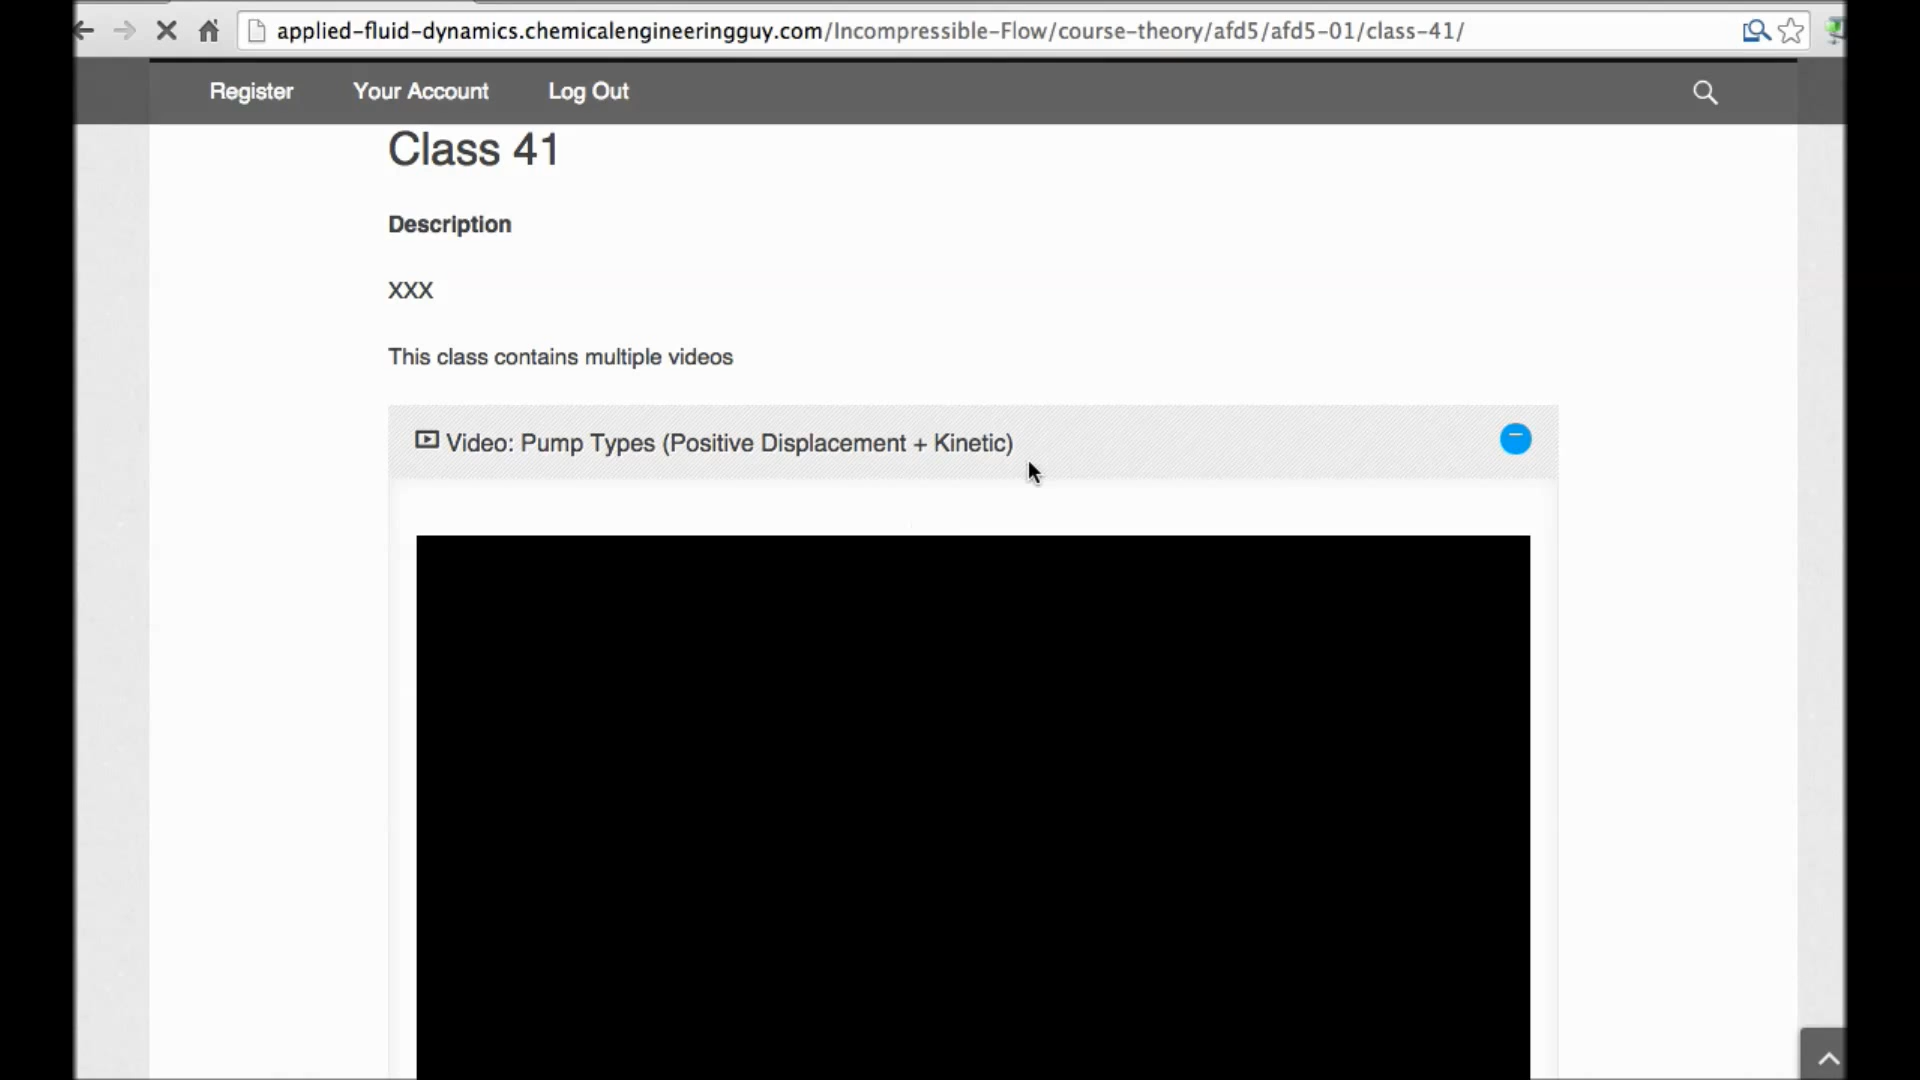 applied-fluid-dynamics.chemicalengineeringguy.com/Incompressible-Flow/course-theory/afd5/afd5-01/class-41/
Register Your Account Log Out
Class 41
Description
XXX
This class contains multiple videos
Video: Pump Types (Positive Displacement + Kinetic)